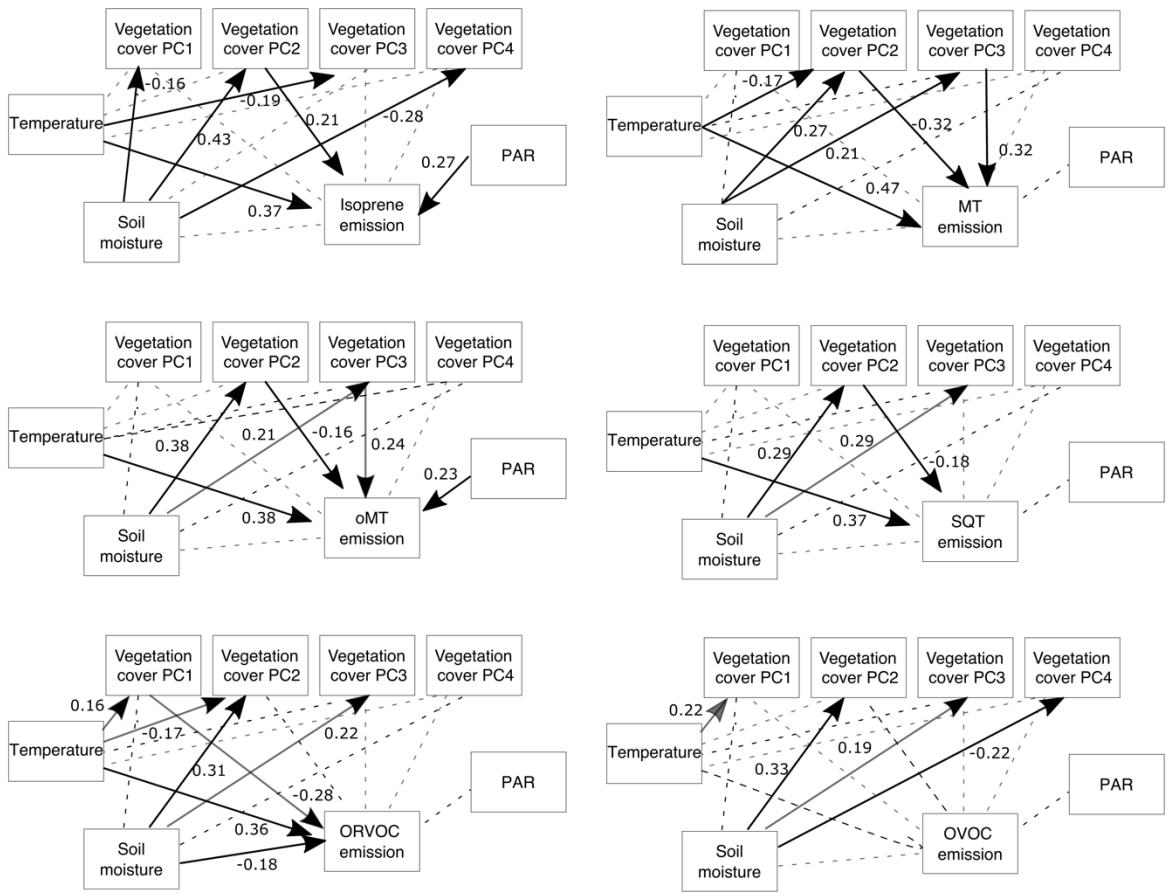 Vegetation cover PC1
Vegetation cover PC2
Vegetation cover PC3
Vegetation cover PC4
-0.16
-0.19
0.21
-0.28
Temperature
0.43
0.27
PAR
0.37
Isoprene emission
Soil moisture
Vegetation cover PC1
Vegetation cover PC2
Vegetation cover PC3
Vegetation cover PC4
-0.17
Temperature
0.27
-0.32
0.21
0.32
PAR
0.47
MT emission
Soil moisture
Vegetation cover PC1
Vegetation cover PC2
Vegetation cover PC3
Vegetation cover PC4
Temperature
0.38
0.21
-0.16
0.24
0.23
PAR
0.38
oMT emission
Soil moisture
Vegetation cover PC1
Vegetation cover PC2
Vegetation cover PC3
Vegetation cover PC4
Temperature
0.29
0.29
-0.18
PAR
0.37
SQT emission
Soil moisture
Vegetation cover PC1
Vegetation cover PC2
Vegetation cover PC3
Vegetation cover PC4
0.16
Temperature
-0.17
0.22
0.31
-0.28
PAR
0.36
ORVOC emission
Soil moisture
-0.18
Vegetation cover PC1
Vegetation cover PC2
Vegetation cover PC3
Vegetation cover PC4
0.22
Temperature
0.19
-0.22
0.33
PAR
OVOC emission
Soil moisture